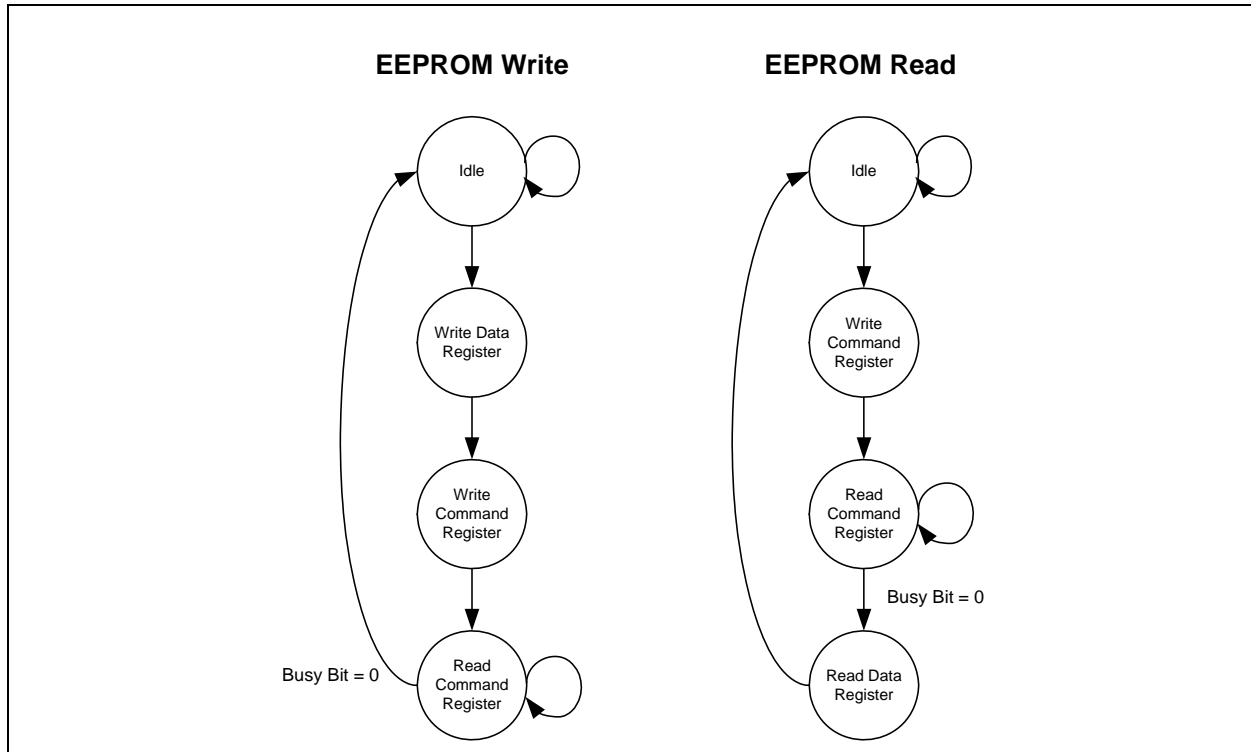 EEPROM Write
Idle
Write Data
Register
Write
Command
Register
Read
Command
Register
Busy Bit = 0
EEPROM Read
Idle
Write
Command
Register
Read
Command
Register
Busy Bit = 0
Read Data
Register